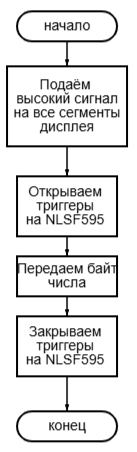 начало
Подаём
высокий сигнал
на все сегменты
дисплея
Открываем
триггеры
на NLSF595
Передаем байт
числа
Закрываем
триггеры
на NLSF595
конец